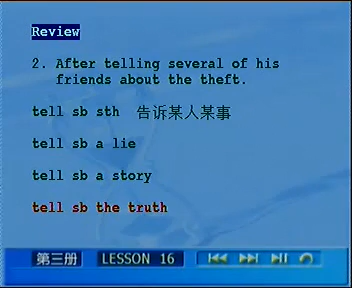 Review
2. After telling several of his
friends about the theft.
tell sb sth 告诉某人某事
tell sb a lie
tell sb a story
tell sb the truth
第三册 LESSON 16